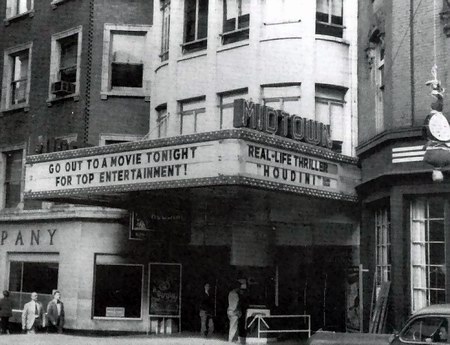 MIDTOWN
GO OUT TO A MOVIE TONIGHT
FOR TOP ENTERTAINMENT!
REAL-LIFE THRILLER
"HOUDINI"
PANY